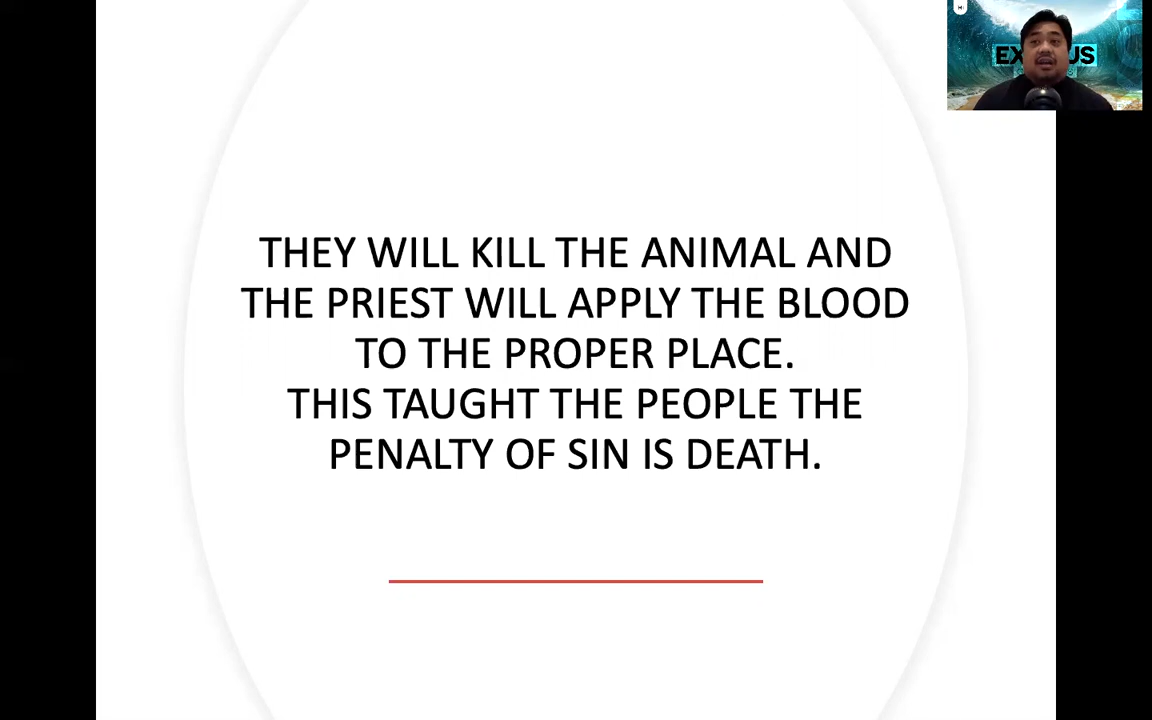 THEY WILL KILL THE ANIMAL AND
THE PRIEST WILL APPLY THE BLOOD
TO THE PROPER PLACE.
THIS TAUGHT THE PEOPLE THE
PENALTY OF SIN IS DEATH.